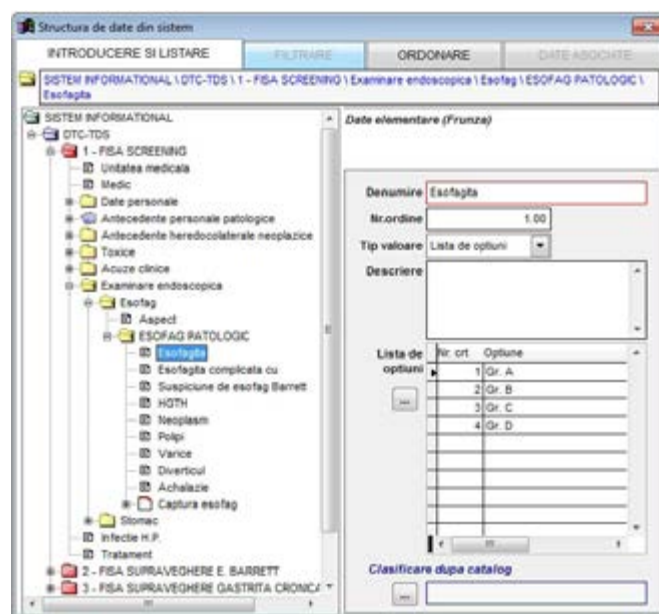 Structura de date din sistem
INTRODUCERE SI LISTARE
FILTRARE
ORDONARE
DATE ASOCIATE
SISTEM INFORMATIONAL \ DTC-TDS \ 1 - FISA SCREENING \ Examinare endoscopica \ Esofag \ ESOFAG PATOLOGIC \
Esofagita
SISTEM INFORMATIONAL
DTC-TDS
1 - FISA SCREENING
Unitatea medicala
Medic
Date personale
Antecedente personale patologice
Antecedente heredocolaterale neoplazice
Toxice
Acuze clinice
Examinare endoscopica
Esofag
Aspect
ESOFAG PATOLOGIC
Esofagita
Esofagita complicata cu
Suspiciune de esofag Barrett
HGTH
Neoplasm
Polipi
Varice
Diverticul
Achalazie
Captura esofag
Stomac
Infectie H.P.
Tratament
2 - FISA SUPRAVEGHERE E. BARRETT
3 - FISA SUPRAVEGHERE GASTRITA CRONICA
Date elementare (Frunza)
Denumire Esofagita
Nr.ordine 1.00
Tip valoare Lista de optiuni
Descriere
Lista de optiuni
Nr. crt Optiune
1 Gr. A
2 Gr. B
3 Gr. C
4 Gr. D
...
Clasificare dupa catalog
...